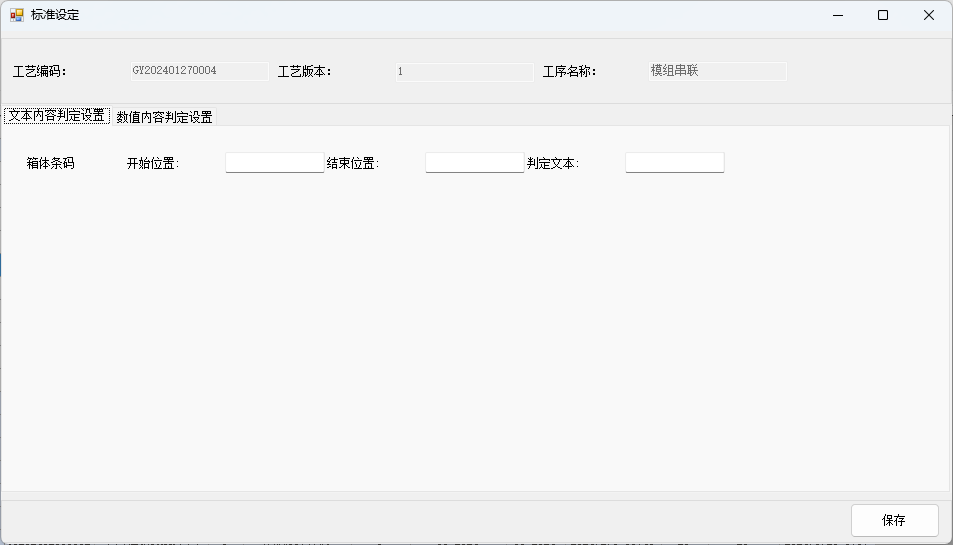 标准设定
工艺编码： GY202401270004 工艺版本： 1 工序名称： 模组串联
文本内容判定设置 数值内容判定设置
箱体条码 开始位置： 结束位置： 判定文本：
保存